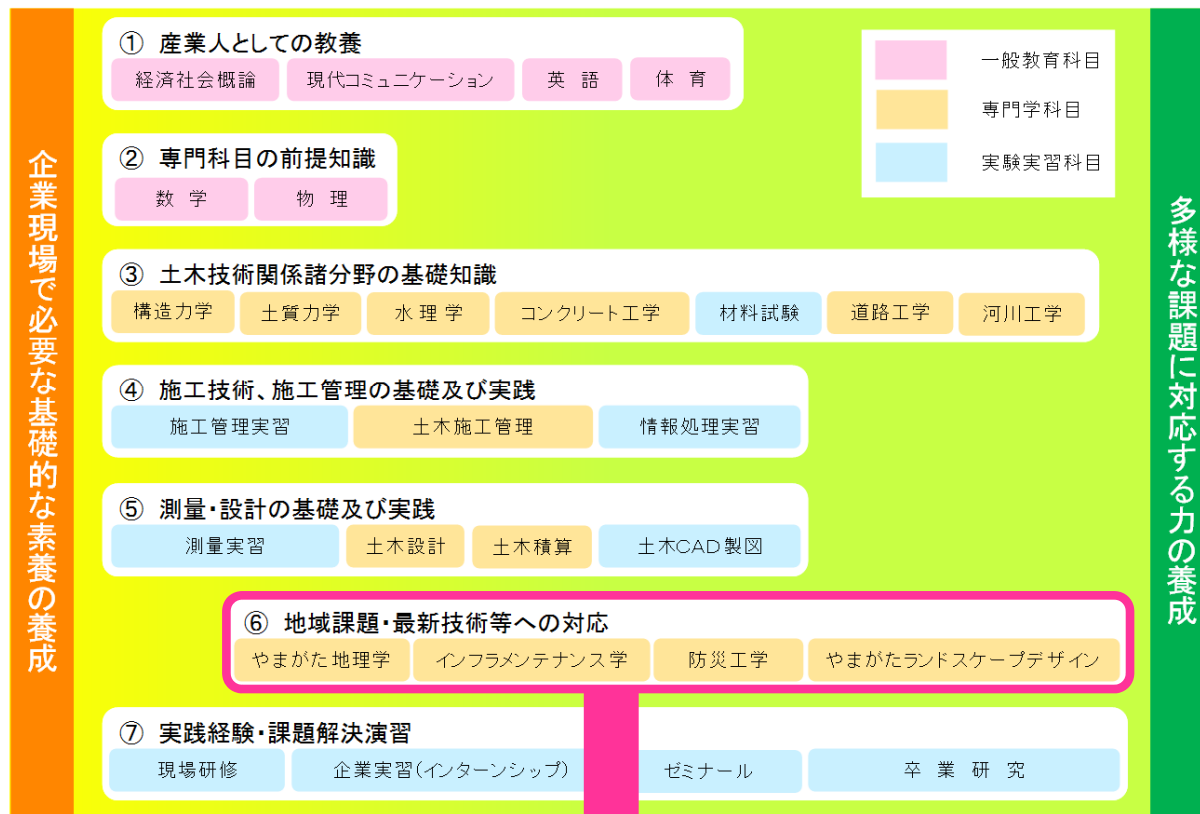 企業現場で必要な基礎的な素養の養成
① 産業人としての教養
経済社会概論 現代コミュニケーション 英 語 体 育
② 専門科目の前提知識
数 学 物 理
一般教育科目
専門学科目
実験実習科目
③ 土木技術関係諸分野の基礎知識
構造力学 土質力学 水 理 学 コンクリート工学 材料試験 道路工学 河川工学
④ 施工技術、施工管理の基礎及び実践
施工管理実習 土木施工管理 情報処理実習
⑤ 測量・設計の基礎及び実践
測量実習 土木設計 土木積算 土木CAD製図
⑥ 地域課題・最新技術等への対応
やまがた地理学 インフラメンテナンス学 防災工学 やまがたランドスケープデザイン
⑦ 実践経験・課題解決演習
現場研修 企業実習(インターンシップ) ゼミナール 卒 業 研 究
多様な課題に対応する力の養成